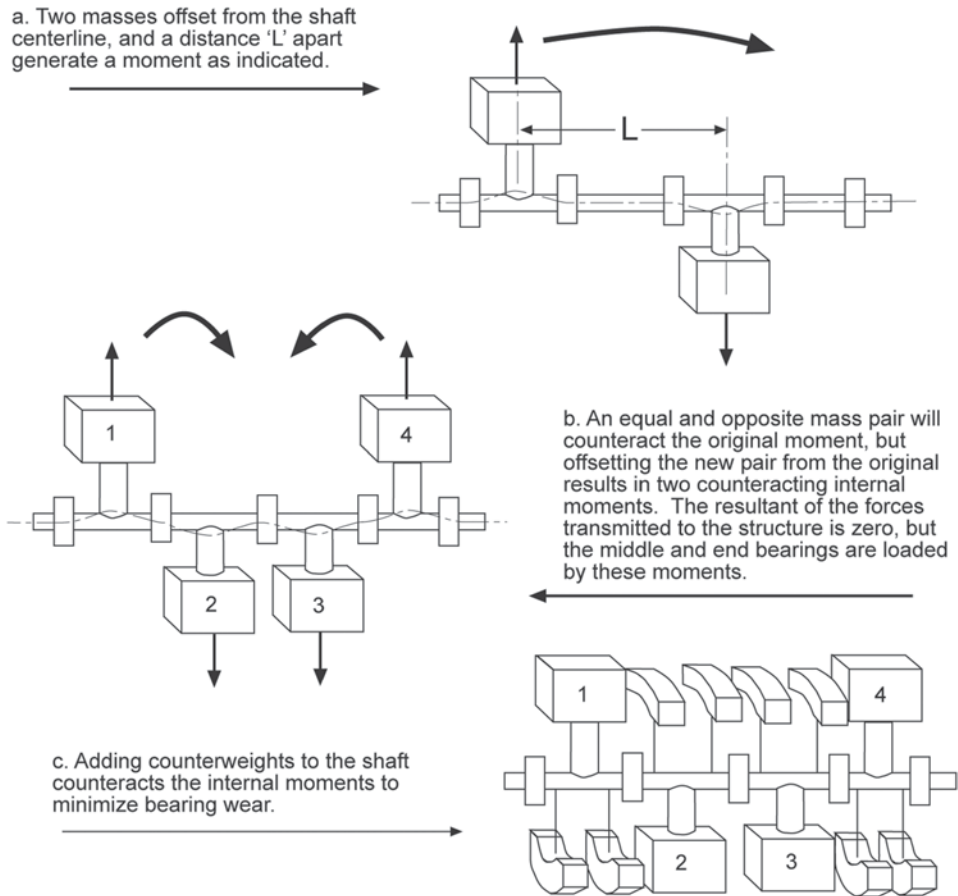 a. Two masses offset from the shaft
centerline, and a distance ‘L’ apart
generate a moment as indicated.
L
1
4
2
3
b. An equal and opposite mass pair will
counteract the original moment, but
offsetting the new pair from the original
results in two counteracting internal
moments.  The resultant of the forces
transmitted to the structure is zero, but
the middle and end bearings are loaded
by these moments.
c. Adding counterweights to the shaft
counteracts the internal moments to
minimize bearing wear.
1
4
2
3